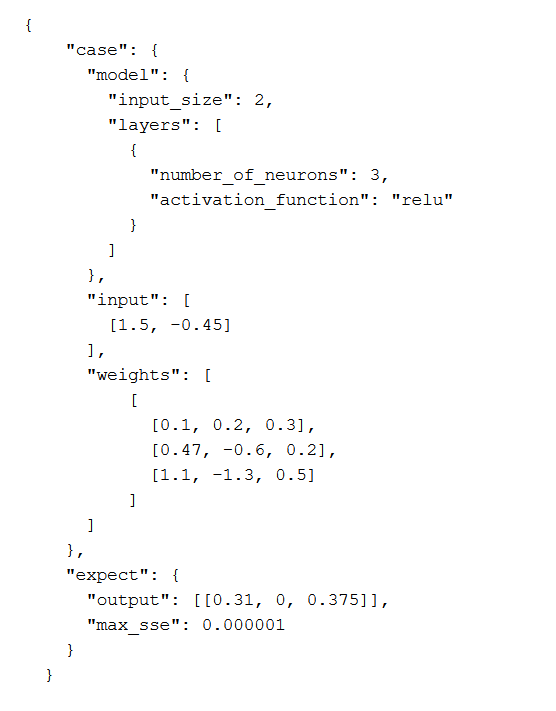 {
"case": {
"model": {
"input_size": 2,
"layers": [
{
"number_of_neurons": 3,
"activation_function": "relu"
}
]
},
"input": [
[1.5, -0.45]
],
"weights": [
[
[0.1, 0.2, 0.3],
[0.47, -0.6, 0.2],
[1.1, -1.3, 0.5]
]
]
},
"expect": {
"output": [[0.31, 0, 0.375]],
"max_sse": 0.000001
}
}